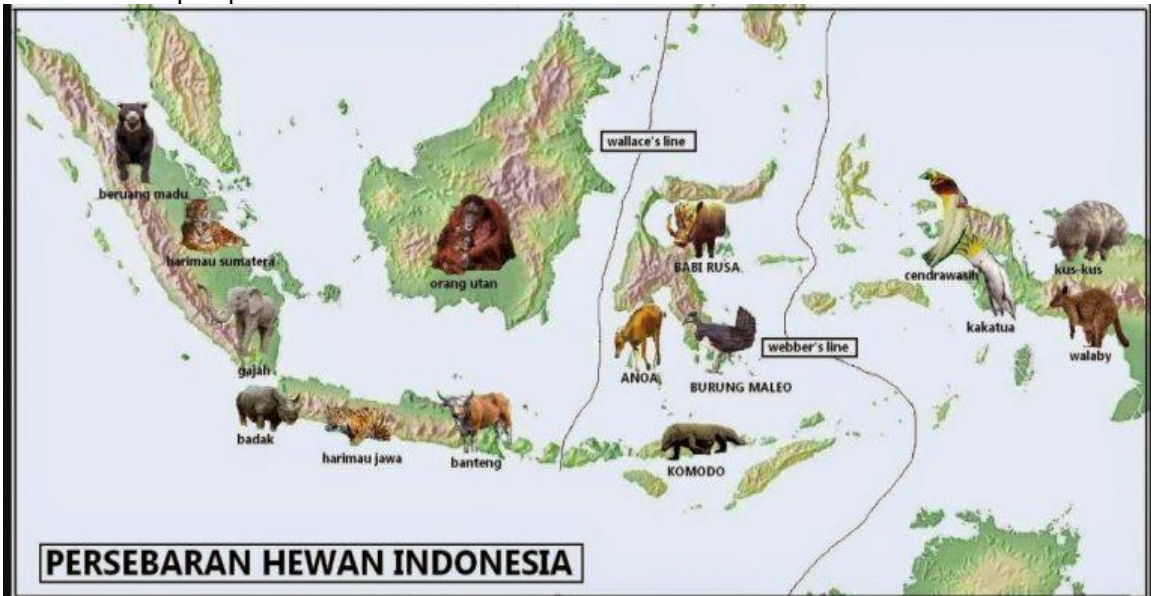 wallace's line
beruang madu
harimau sumatera
orang utan
BABI RUSA
cendrawasih
kus-kus
kakatua
webber's line
walaby
gajah
ANOA
BURUNG MALEO
badak
harimau jawa
banteng
KOMODO
PERSEBARAN HEWAN INDONESIA